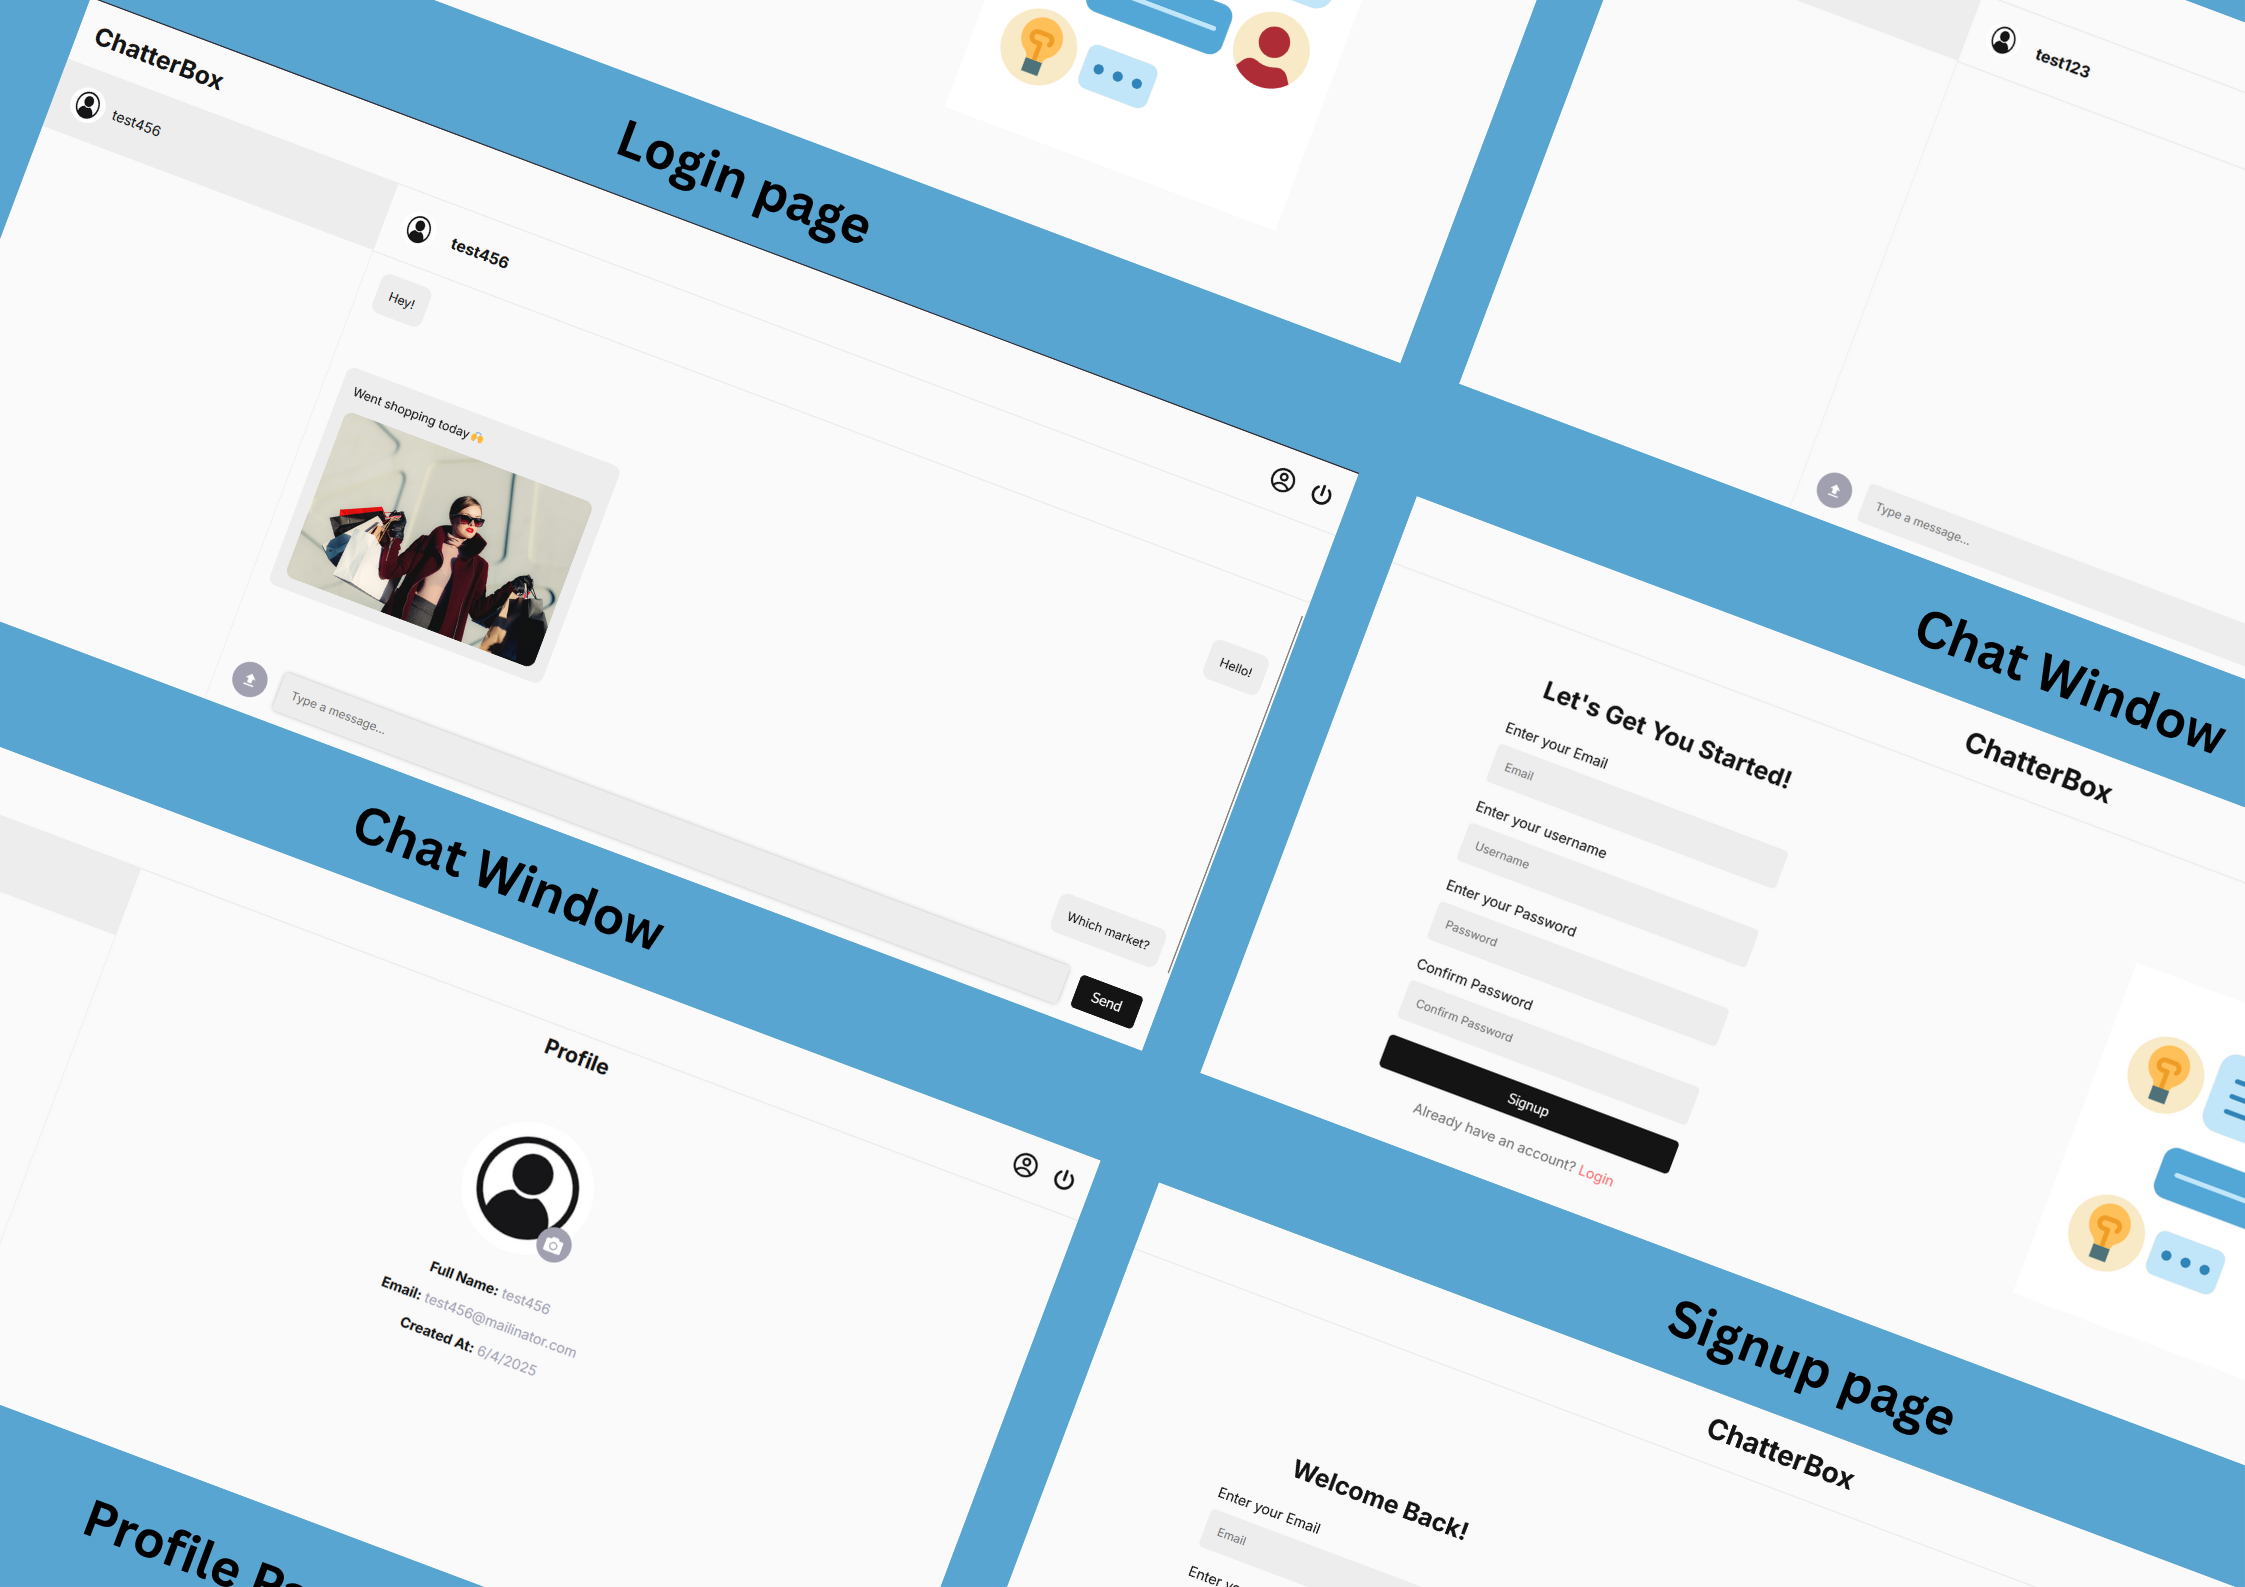 ChatterBox
test456
test456
Hey!
Went shopping today🙌
Hello!
Which market?
Type a message...
Send
Login page
test123
Type a message...
Chat Window
Chat Window
ChatterBox
Let's Get You Started!
Enter your Email
Email
Enter your username
Username
Enter your Password
Password
Confirm Password
Confirm Password
Signup
Already have an account? Login
Signup page
Profile
Full Name: test456
Email: test456@mailinator.com
Created At: 6/4/2025
Profile
ChatterBox
Welcome Back!
Enter your Email
Email
Enter